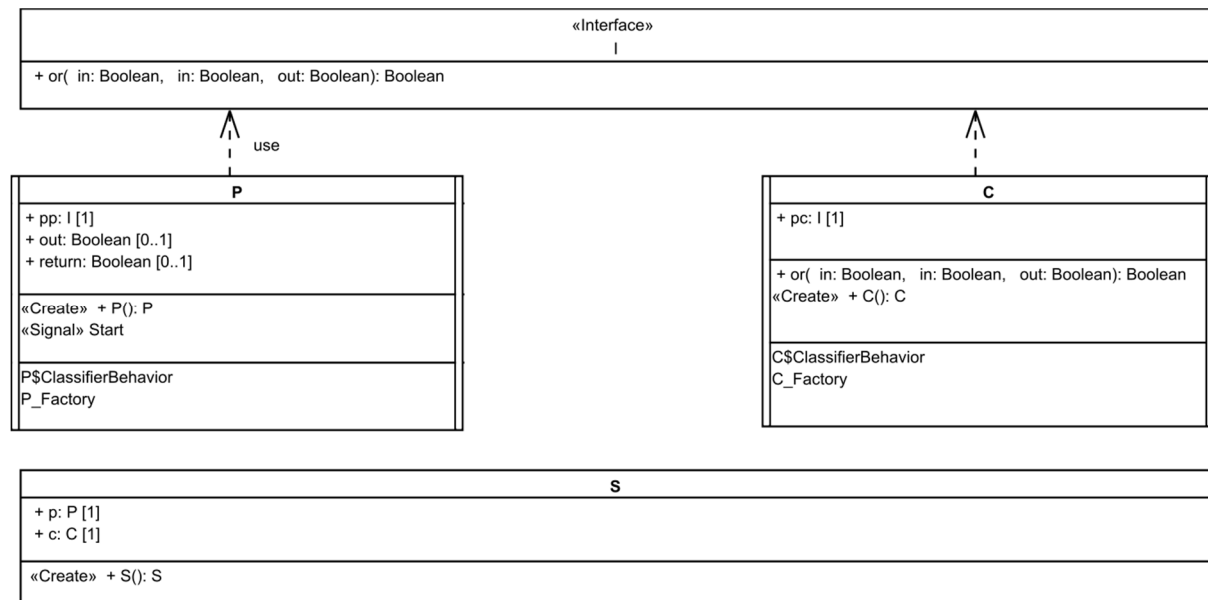 «Interface»
I
+ or( in: Boolean, in: Boolean, out: Boolean): Boolean
use
P
+ pp: I [1]
+ out: Boolean [0..1]
+ return: Boolean [0..1]
«Create» + P(): P
«Signal» Start
P$ClassifierBehavior
P_Factory
C
+ pc: I [1]
+ or( in: Boolean, in: Boolean, out: Boolean): Boolean
«Create» + C(): C
C$ClassifierBehavior
C_Factory
S
+ p: P [1]
+ c: C [1]
«Create» + S(): S